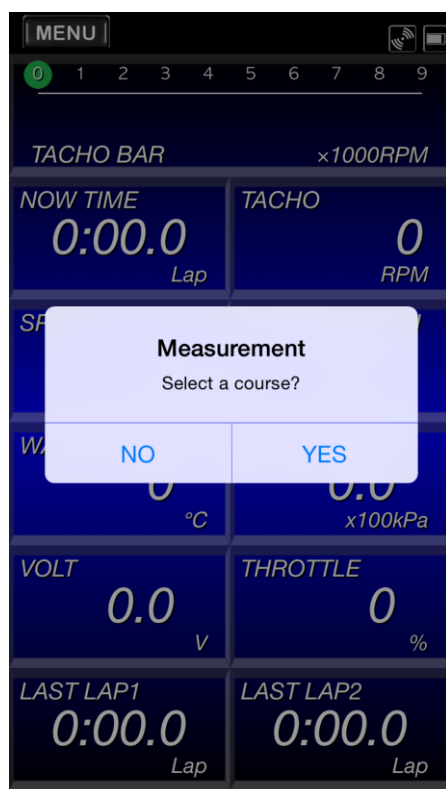 MENU
0 1 2 3 4 5 6 7 8 9
TACHO BAR ×1000RPM
NOW TIME TACHO
0:00.0 0
Lap RPM
Measurement
Select a course?
NO YES
0 0.0
°C x100kPa
VOLT THROTTLE
0.0 0
V %
LAST LAP1 LAST LAP2
0:00.0 0:00.0
Lap Lap